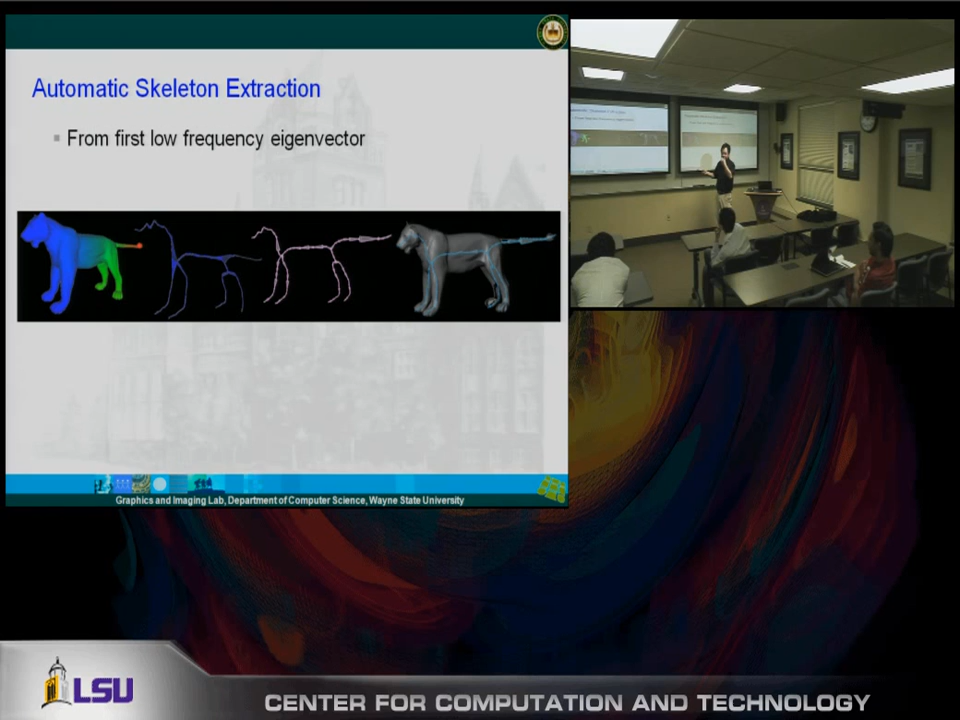 Automatic Skeleton Extraction
From first low frequency eigenvector
Graphics and Imaging Lab, Department of Computer Science, Wayne State University
LSU
CENTER FOR COMPUTATION AND TECHNOLOGY